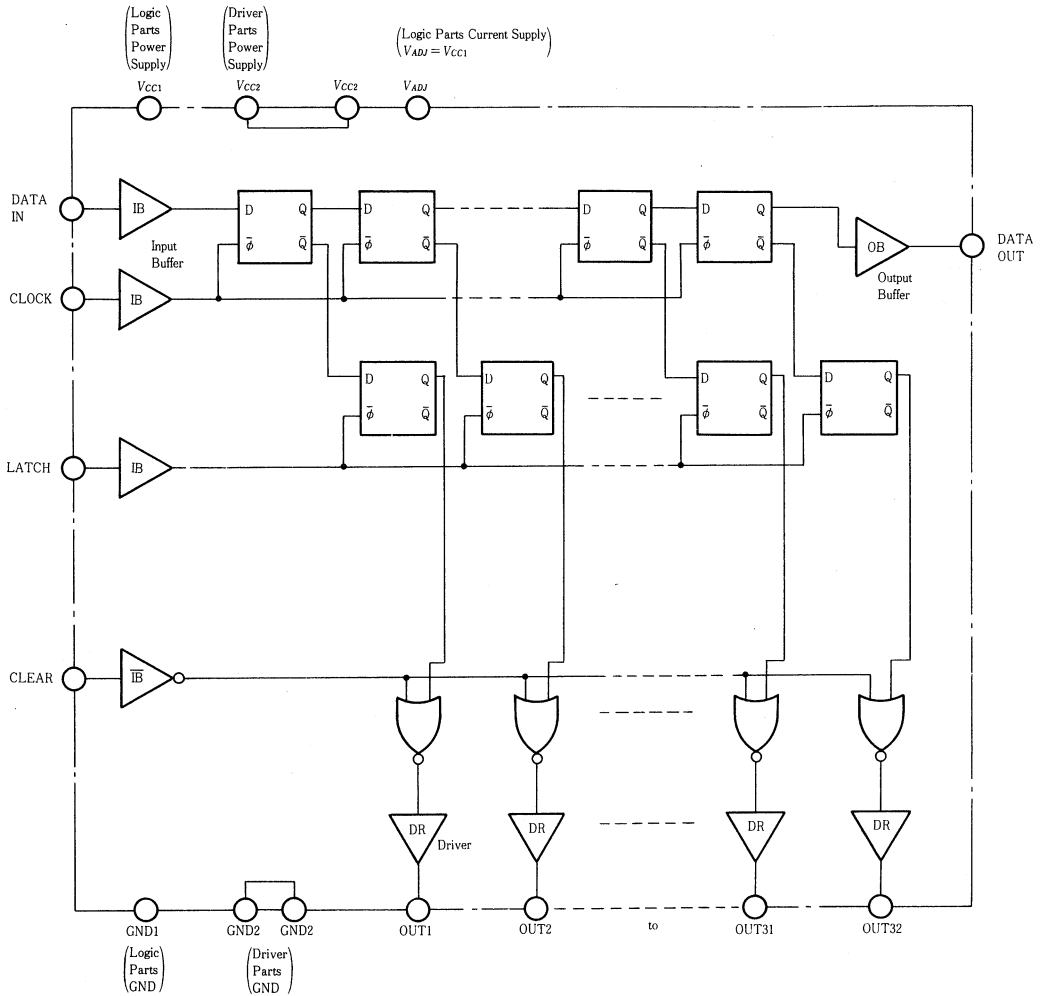 (Logic Parts Power Supply)
(Driver Parts Power Supply)
(Logic Parts Current Supply)
VADJ = VCC1
VCC1 VCC2 VCC2 VADJ
DATA IN
IB
D Q
φ̄ Q̄
D Q
φ̄ Q̄
D Q
φ̄ Q̄
D Q
φ̄ Q̄
Input Buffer
OB
Output Buffer
DATA OUT
CLOCK
IB
D Q
φ̄ Q̄
D Q
φ̄ Q̄
D Q
φ̄ Q̄
D Q
φ̄ Q̄
LATCH
IB
CLEAR
I̅B̅
DR
DR
DR
DR
Driver
GND1 GND2 GND2 OUT1 OUT2 to OUT31 OUT32
(Logic Parts GND)
(Driver Parts GND)